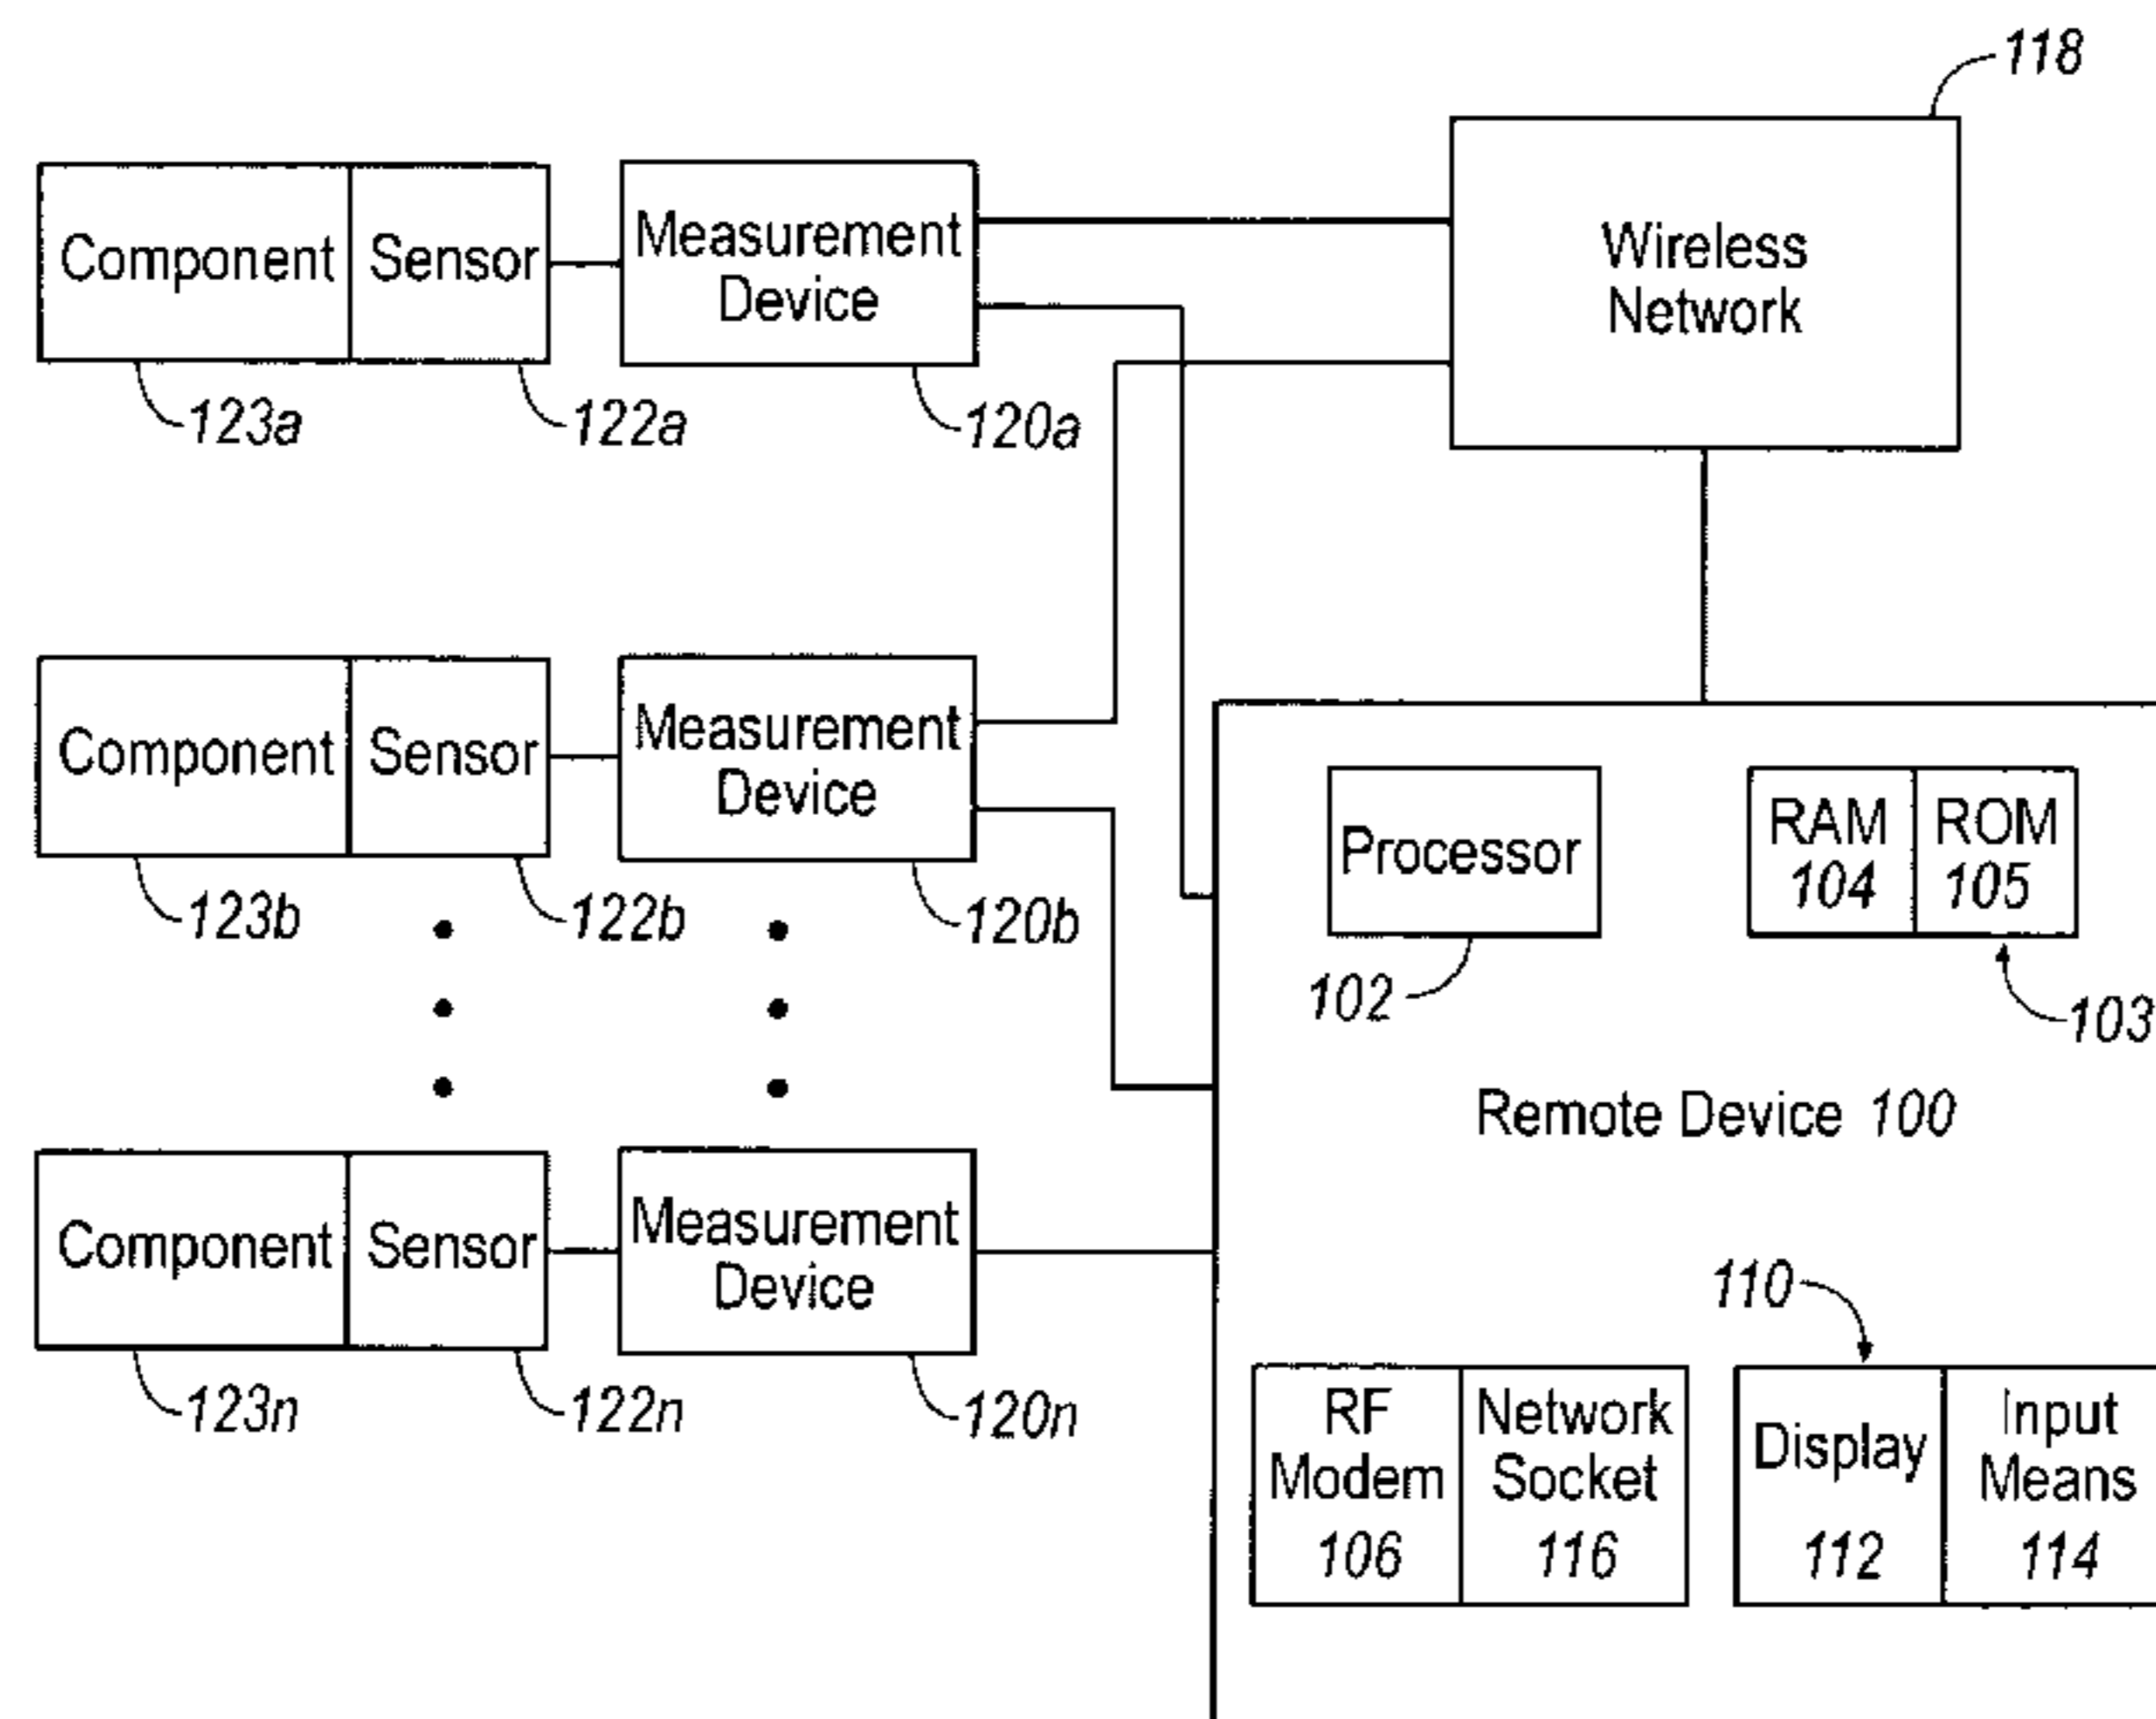 118
Component
Sensor
Measurement
Device
Wireless
Network
123a
122a
120a
Component
Sensor
Measurement
Device
123b
122b
120b
Processor
102
RAM
104
ROM
105
103
Remote Device 100
Component
Sensor
Measurement
Device
123n
122n
120n
110
RF
Modem
106
Network
Socket
116
Display
112
Input
Means
114